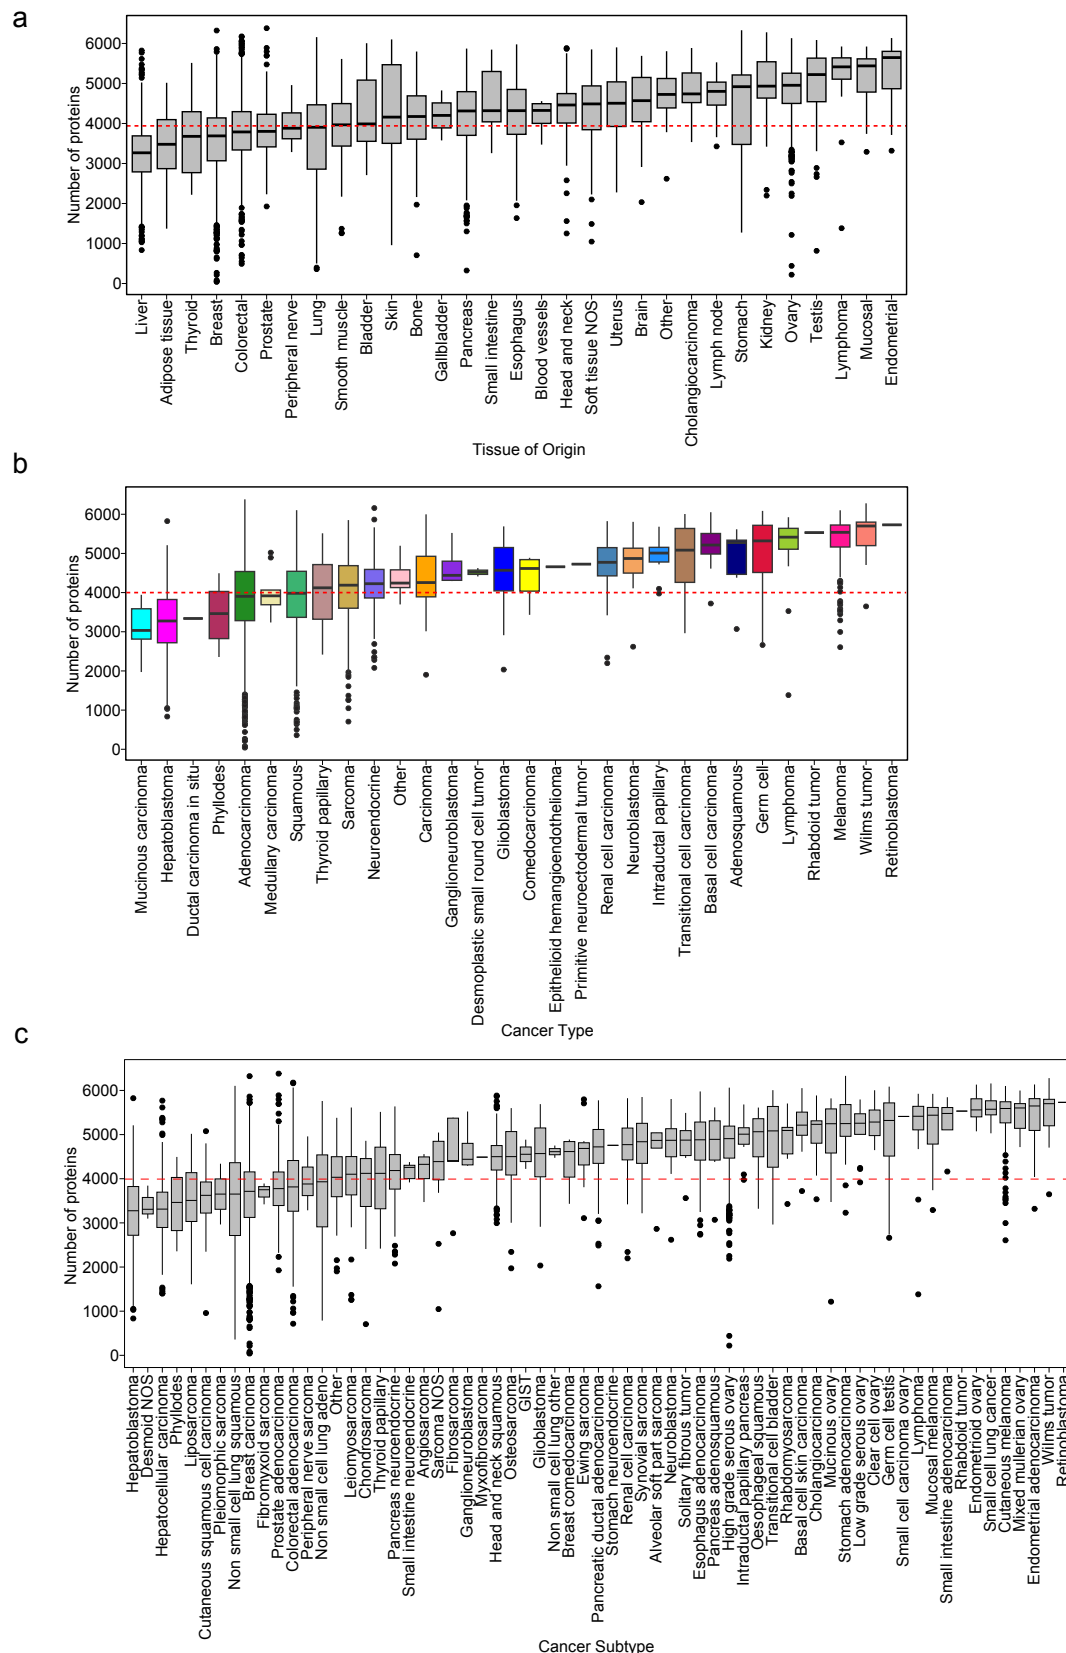 a
Number of proteins
6000
5000
4000
3000
2000
1000
0
Liver
Adipose tissue
Thyroid
Breast
Colorectal
Prostate
Peripheral nerve
Lung
Smooth muscle
Bladder
Skin
Bone
Gallbladder
Pancreas
Small intestine
Esophagus
Blood vessels
Head and neck
Soft tissue NOS
Uterus
Brain
Other
Cholangiocarcinoma
Lymph node
Stomach
Kidney
Ovary
Testis
Lymphoma
Mucosal
Endometrial
Tissue of Origin
b
Number of proteins
6000
5000
4000
3000
2000
1000
0
Mucinous carcinoma
Hepatoblastoma
Ductal carcinoma in situ
Phyllodes
Adenocarcinoma
Medullary carcinoma
Squamous
Thyroid papillary
Sarcoma
Neuroendocrine
Other
Carcinoma
Ganglioneuroblastoma
Desmoplastic small round cell tumor
Glioblastoma
Comedocarcinoma
Epithelioid hemangioendothelioma
Primitive neuroectodermal tumor
Renal cell carcinoma
Neuroblastoma
Intraductal papillary
Transitional cell carcinoma
Basal cell carcinoma
Adenosquamous
Germ cell
Lymphoma
Rhabdoid tumor
Melanoma
Wilms tumor
Retinoblastoma
Cancer Type
c
Number of proteins
6000
5000
4000
3000
2000
1000
0
Hepatoblastoma
Desmoid NOS
Hepatocellular carcinoma
Phyllodes
Liposarcoma
Cutaneous squamous cell carcinoma
Pleiomorphic sarcoma
Non small cell lung squamous
Breast carcinoma
Fibromyxoid sarcoma
Prostate adenocarcinoma
Colorectal adenocarcinoma
Peripheral nerve sarcoma
Non small cell lung adeno
Other
Leiomyosarcoma
Chondrosarcoma
Thyroid papillary
Pancreas neuroendocrine
Small intestine neuroendocrine
Angiosarcoma
Sarcoma NOS
Fibrosarcoma
Ganglioneuroblastoma
Myxofibrosarcoma
Head and neck squamous
Osteosarcoma
GIST
Glioblastoma
Non small cell lung other
Breast comedocarcinoma
Ewing sarcoma
Pancreatic ductal adenocarcinoma
Stomach neuroendocrine
Renal cell carcinoma
Synovial sarcoma
Alveolar soft part sarcoma
Neuroblastoma
Solitary fibrous tumor
Esophagus adenocarcinoma
Pancreas adenosquamous
High grade serous ovary
Intraductal papillary pancreas
Oesophageal squamous
Transitional cell bladder
Rhabdomyosarcoma
Basal cell skin carcinoma
Cholangiocarcinoma
Mucinous ovary
Stomach adenocarcinoma
Low grade serous ovary
Clear cell ovary
Germ cell testis
Small cell carcinoma ovary
Lymphoma
Mucosal melanoma
Small intestine adenocarcinoma
Rhabdoid tumor
Endometrioid ovary
Small cell lung cancer
Cutaneous melanoma
Mixed mullerian ovary
Endometrial adenocarcinoma
Wilms tumor
Retinoblastoma
Cancer Subtype